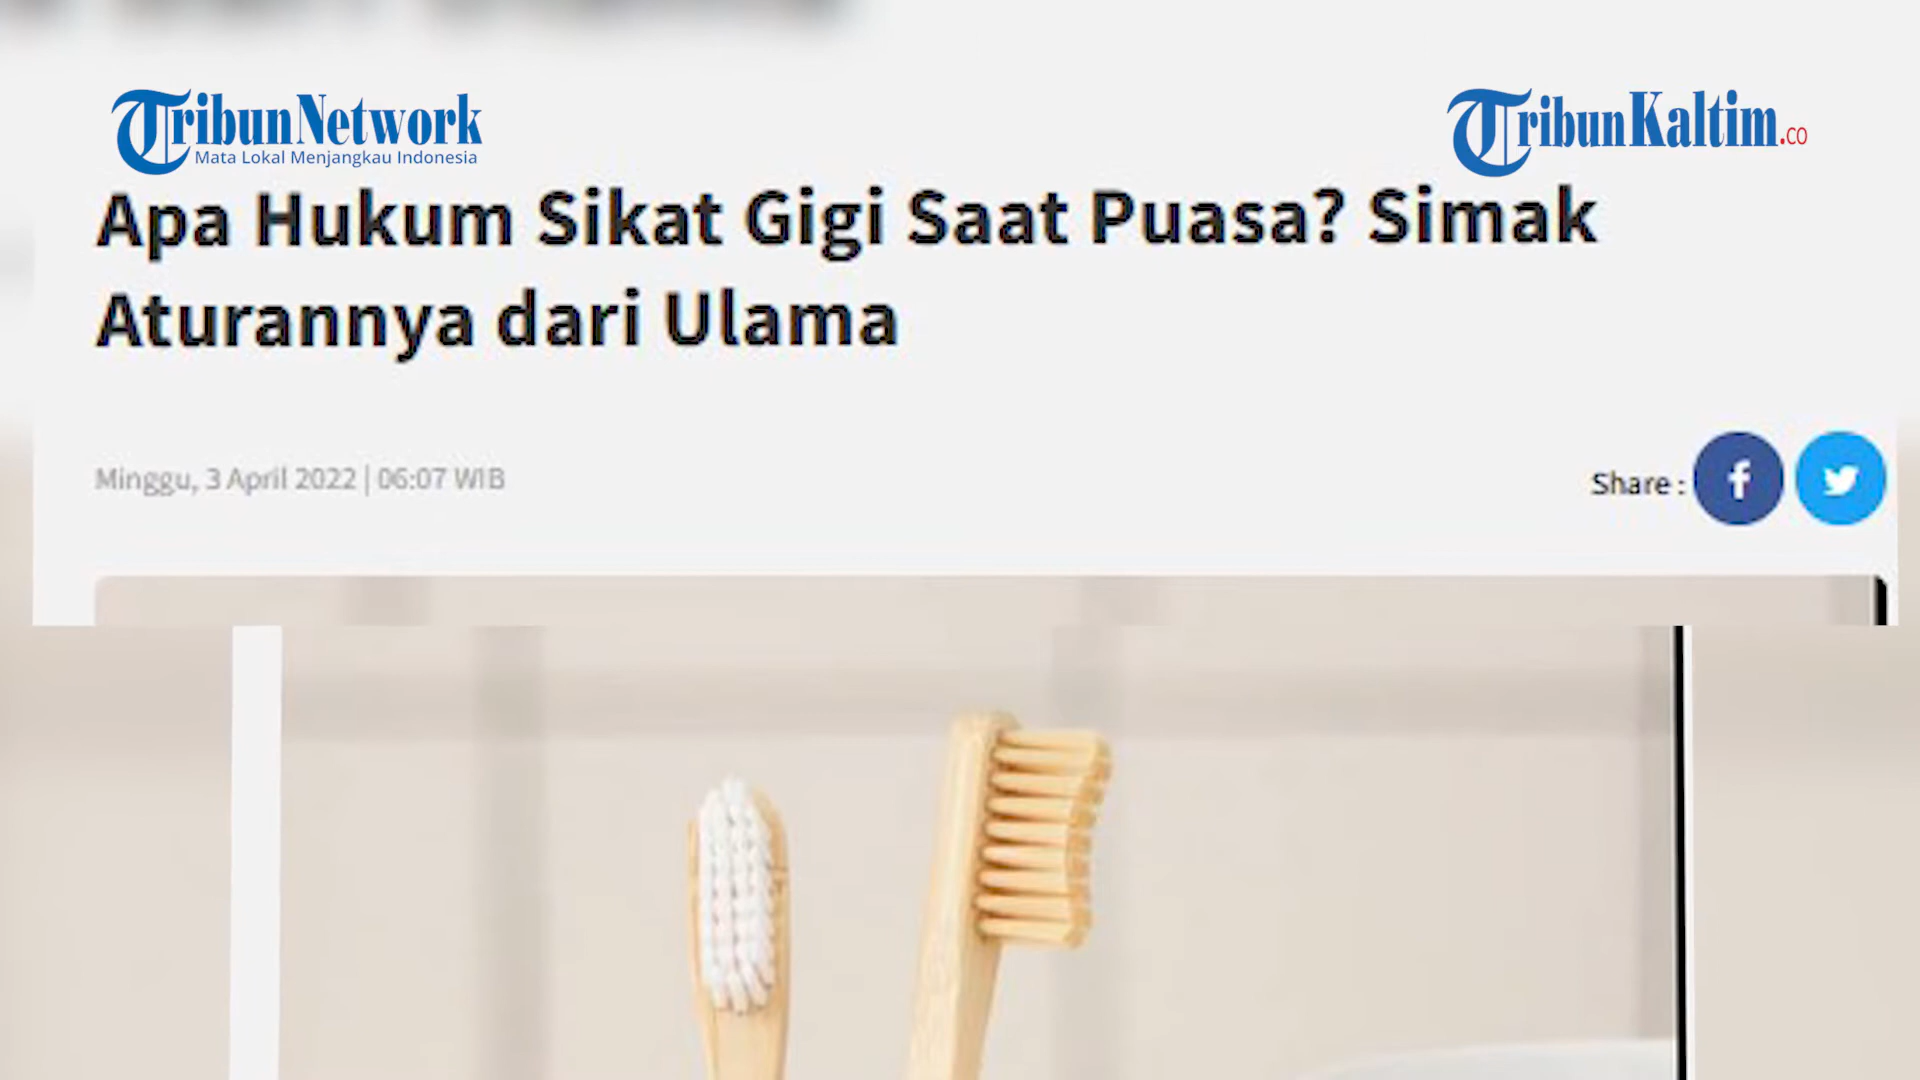 TribunNetwork
Mata Lokal Menjangkau Indonesia
TribunKaltim.co
Apa Hukum Sikat Gigi Saat Puasa? Simak
Aturannya dari Ulama
Minggu, 3 April 2022 | 06:07 WIB
Share :